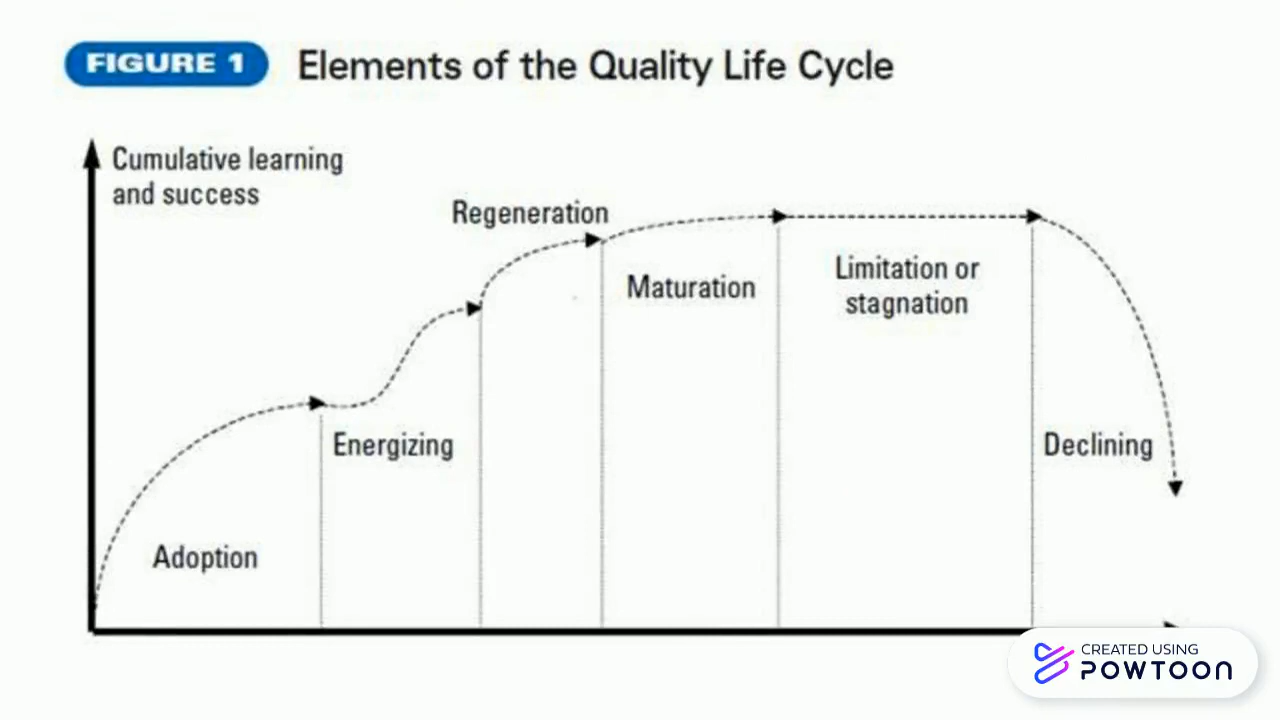 FIGURE 1 Elements of the Quality Life Cycle
Cumulative learning
and success
Regeneration
Maturation
Limitation or
stagnation
Energizing
Declining
Adoption
CREATED USING
POWTOON